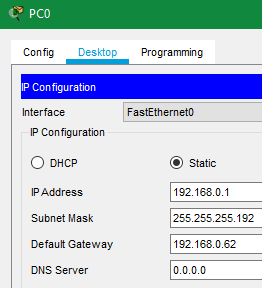 PC0
Config Desktop Programming
IP Configuration
Interface FastEthernet0
IP Configuration
DHCP Static
IP Address 192.168.0.1
Subnet Mask 255.255.255.192
Default Gateway 192.168.0.62
DNS Server 0.0.0.0